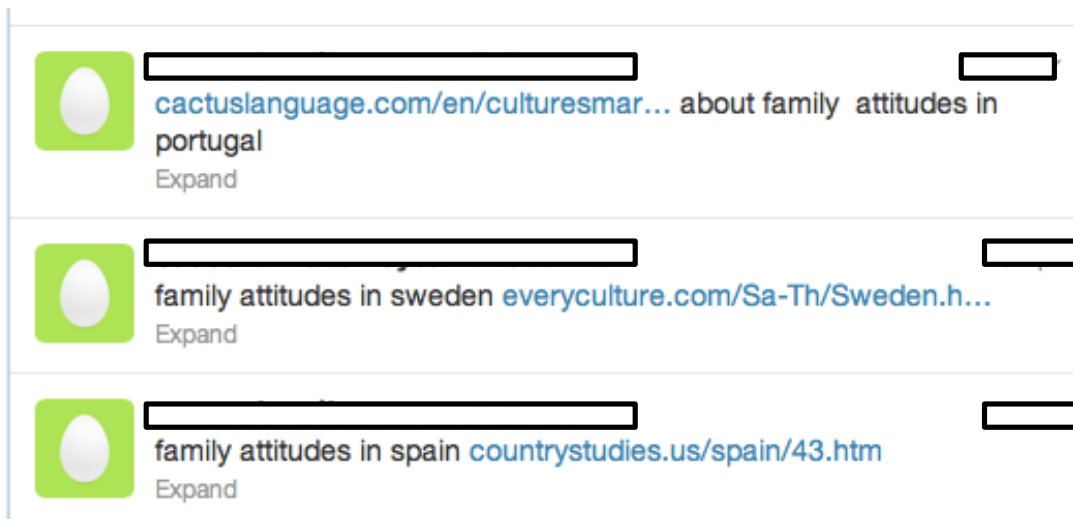 cactuslanguage.com/en/culturesmar... about family attitudes in
portugal
Expand
family attitudes in sweden everyculture.com/Sa-Th/Sweden.h...
Expand
family attitudes in spain countrystudies.us/spain/43.htm
Expand